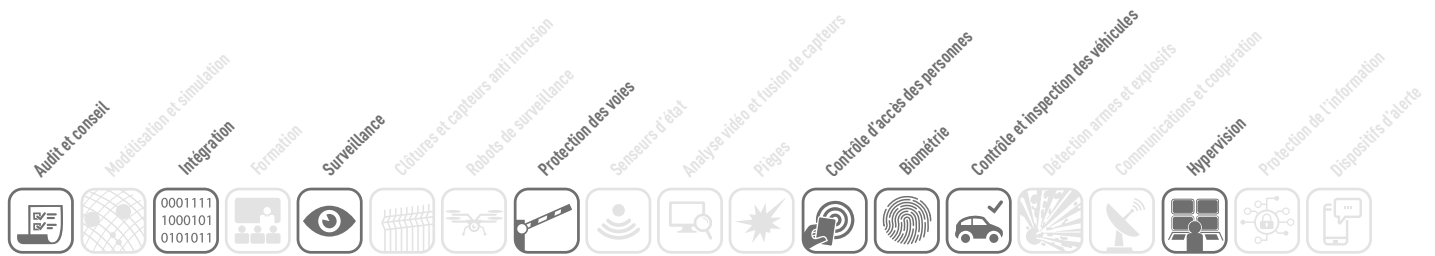 Audit et conseil
Modélisation et simulation
Intégration
Formation
Surveillance
Clôtures et capteurs anti intrusion
Robots de surveillance
Protection des voies
Senseurs d'état
Analyse vidéo et fusion de capteurs
Pièges
Contrôle d'accès des personnes
Biométrie
Contrôle et inspection des véhicules
Détection armes et explosifs
Communications et coopération
Hypervision
Protection de l'information
Dispositifs d'alerte
0001111
1000101
0101011